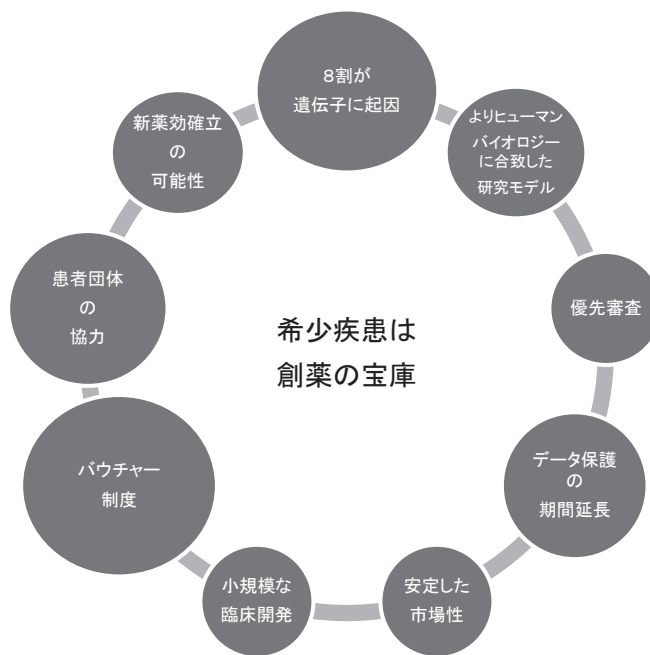 8割が
遺伝子に起因
よりヒューマン
バイオロジー
に合致した
研究モデル
優先審査
データ保護
の
期間延長
安定した
市場性
小規模な
臨床開発
バウチャー
制度
患者団体
の
協力
新薬効確立
の
可能性
希少疾患は
創薬の宝庫